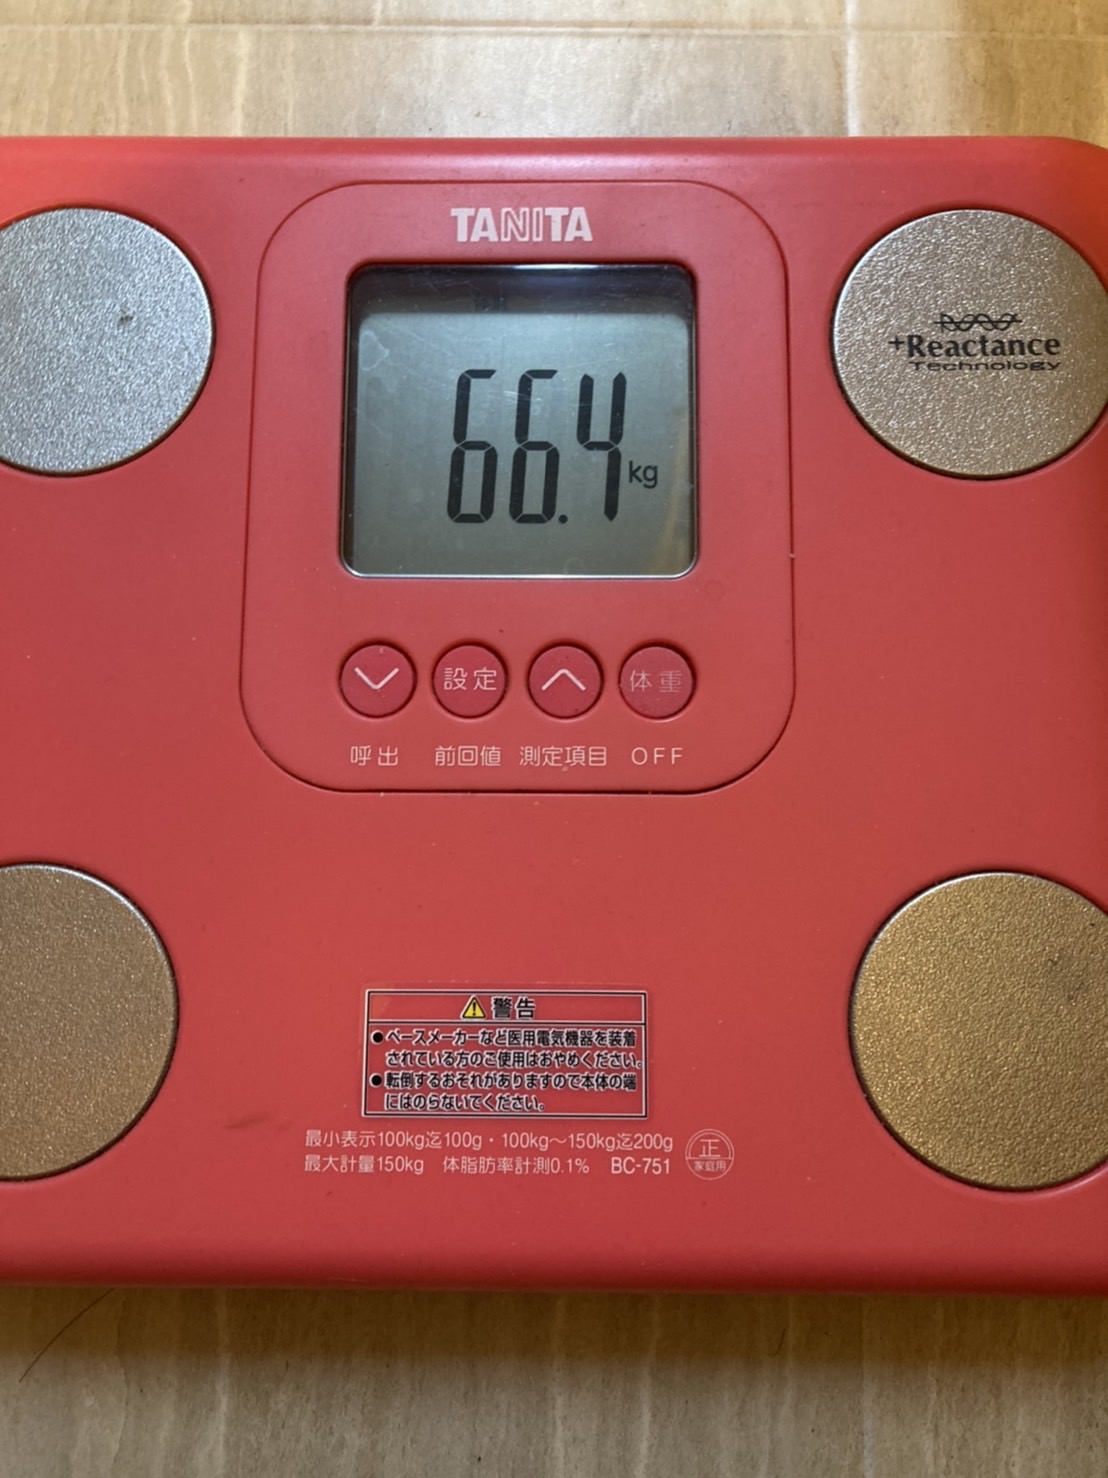 TANITA
+Reactance
Technology
66.4kg
設定
体重
呼出
前回値
測定項目
OFF
警告
●ペースメーカーなど医用電気機器を装着
されている方のご使用はおやめください。
●転倒するおそれがありますので本体の端
にはのらないでください。
最小表示100kg迄100g・100kg〜150kg迄200g
最大計量150kg 体脂肪率計測0.1% BC-751
正
家庭用